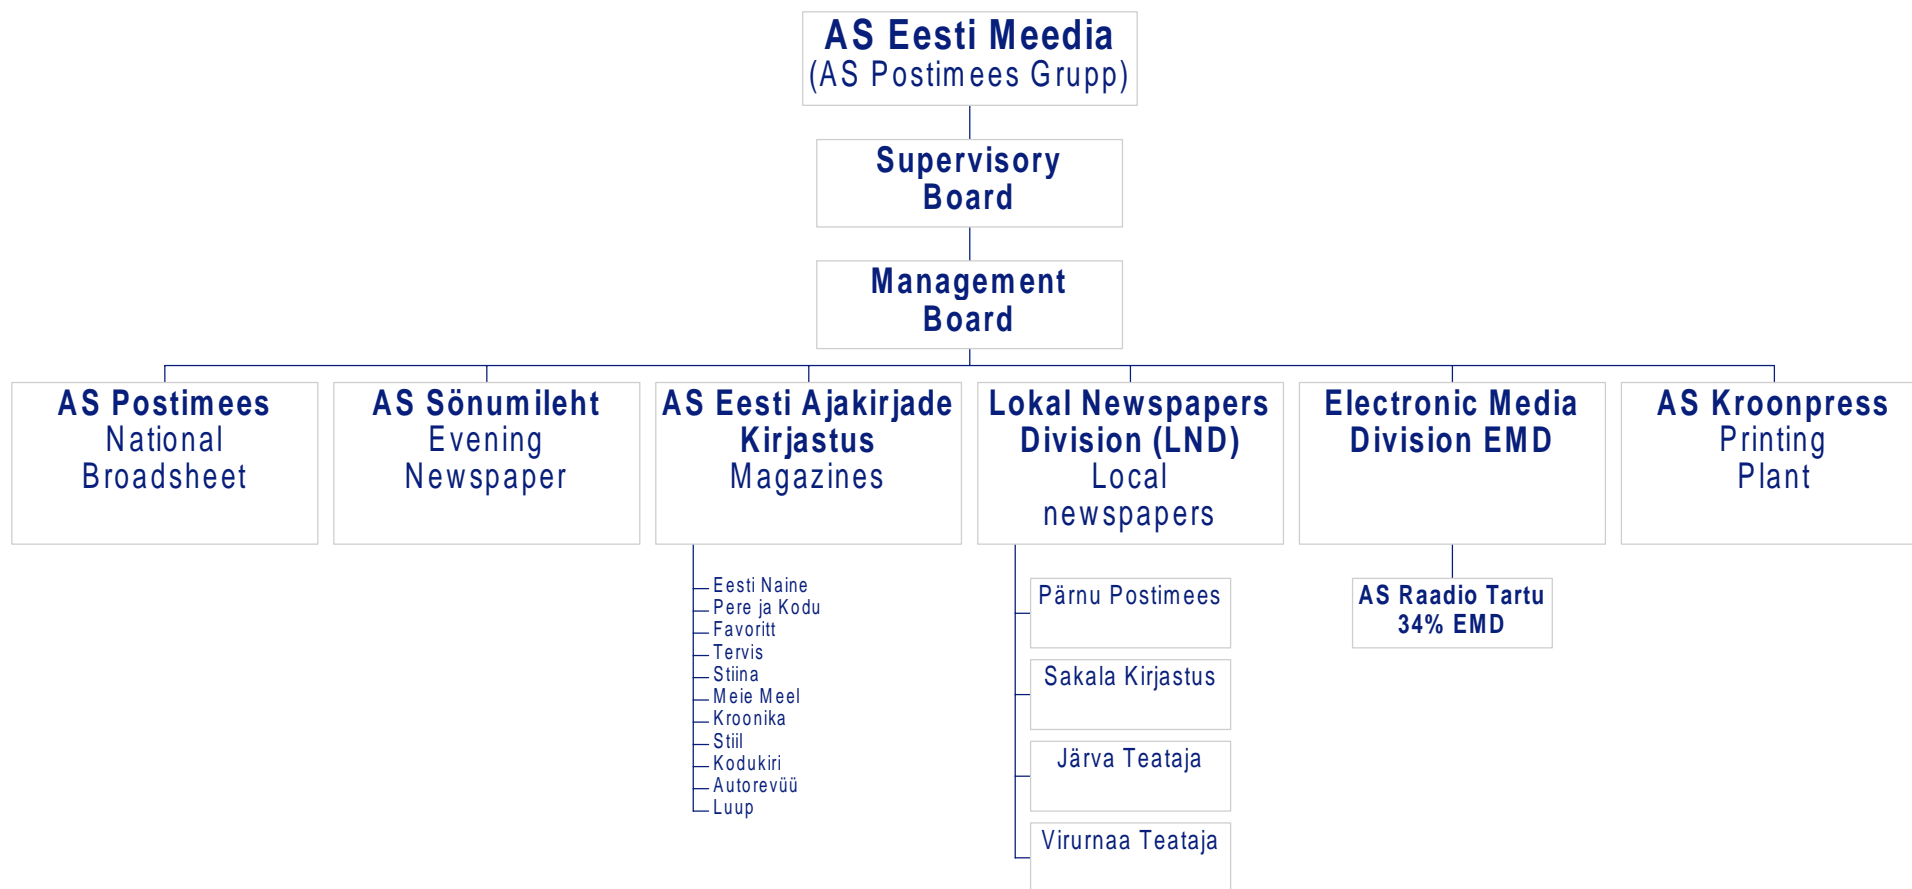 AS Eesti Meedia
(AS Postimees Grupp)
Supervisory
Board
Management
Board
AS Postimees
National
Broadsheet
AS Sönumileht
Evening
Newspaper
AS Eesti Ajakirjade
Kirjastus
Magazines
Lokal Newspapers
Division (LND)
Local
newspapers
Electronic Media
Division EMD
AS Kroonpress
Printing
Plant
Eesti Naine
Pere ja Kodu
Favoritt
Tervis
Stiina
Meie Meel
Kroonika
Stiil
Kodukiri
Autorevüü
Luup
Pärnu Postimees
Sakala Kirjastus
Järva Teataja
Virurnaa Teataja
AS Raadio Tartu
34% EMD